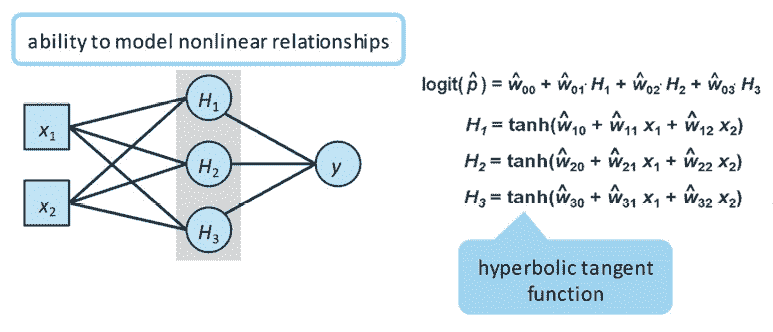 ability to model nonlinear relationships
x₁
x₂
H₁
H₂
H₃
y
logit(p̂) = ŵ₀₀ + ŵ₀₁· H₁ + ŵ₀₂· H₂ + ŵ₀₃· H₃
H₁ = tanh(ŵ₁₀ + ŵ₁₁ x₁ + ŵ₁₂ x₂)
H₂ = tanh(ŵ₂₀ + ŵ₂₁ x₁ + ŵ₂₂ x₂)
H₃ = tanh(ŵ₃₀ + ŵ₃₁ x₁ + ŵ₃₂ x₂)
hyperbolic tangent
function